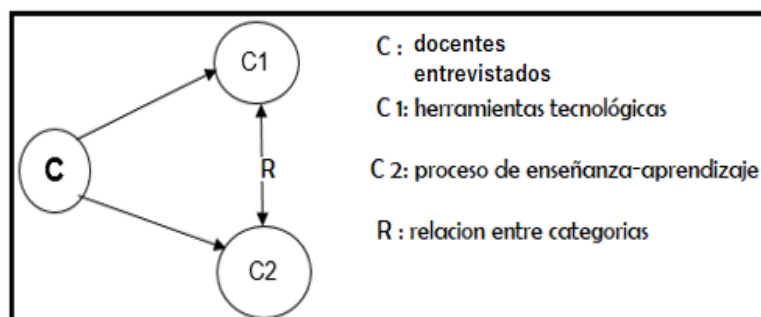 C1
C
R
C2
C : docentes
entrevistados
C 1: herramientas tecnológicas
C 2: proceso de enseñanza-aprendizaje
R : relacion entre categorias